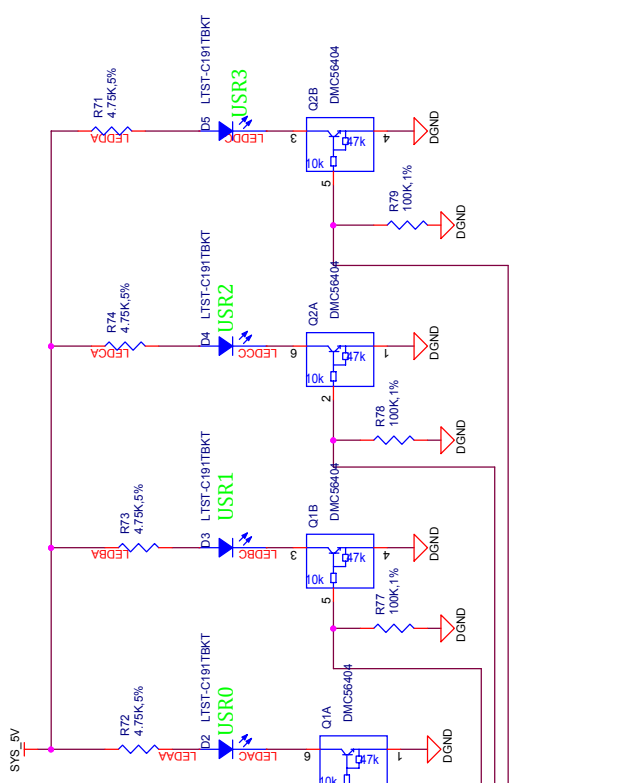 R71
4.75K,5%
LEDDA
D5
LTST-C191TBKT
USR3
LEDDC
3
Q2B
DMC56404
10k
47k
4
DGND
5
R79
100K,1%
DGND
R74
4.75K,5%
LEDCA
D4
LTST-C191TBKT
USR2
LEDCC
6
Q2A
DMC56404
10k
47k
1
DGND
2
R78
100K,1%
DGND
R73
4.75K,5%
LEDBA
D3
LTST-C191TBKT
USR1
LEDBC
3
Q1B
DMC56404
10k
47k
4
DGND
5
R77
100K,1%
DGND
SYS_5V
R72
4.75K,5%
LEDAA
D2
LTST-C191TBKT
USR0
LEDAC
6
Q1A
DMC56404
10k
47k
1
DGND